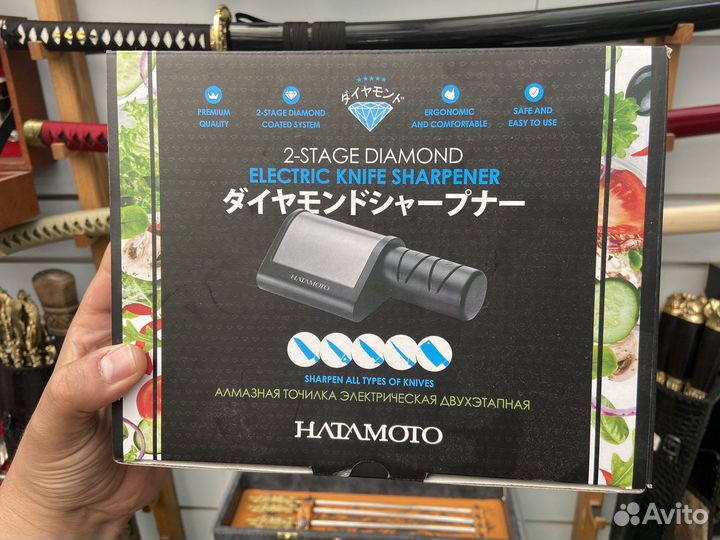 ダイヤモンド
PREMIUM
QUALITY
2-STAGE DIAMOND
COATED SYSTEM
ERGONOMIC
AND COMFORTABLE
SAFE AND
EASY TO USE
2-STAGE DIAMOND
ELECTRIC KNIFE SHARPENER
ダイヤモンドシャープナー
HATAMOTO
SHARPEN ALL TYPES OF KNIVES
АЛМАЗНАЯ ТОЧИЛКА ЭЛЕКТРИЧЕСКАЯ ДВУХЭТАПНАЯ
HATAMOTO
Avito